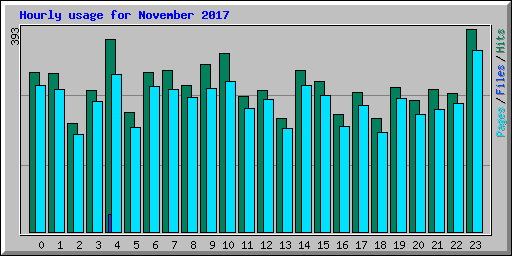 Hourly usage for November 2017
393
Pages/Files/Hits
0 1 2 3 4 5 6 7 8 9 10 11 12 13 14 15 16 17 18 19 20 21 22 23